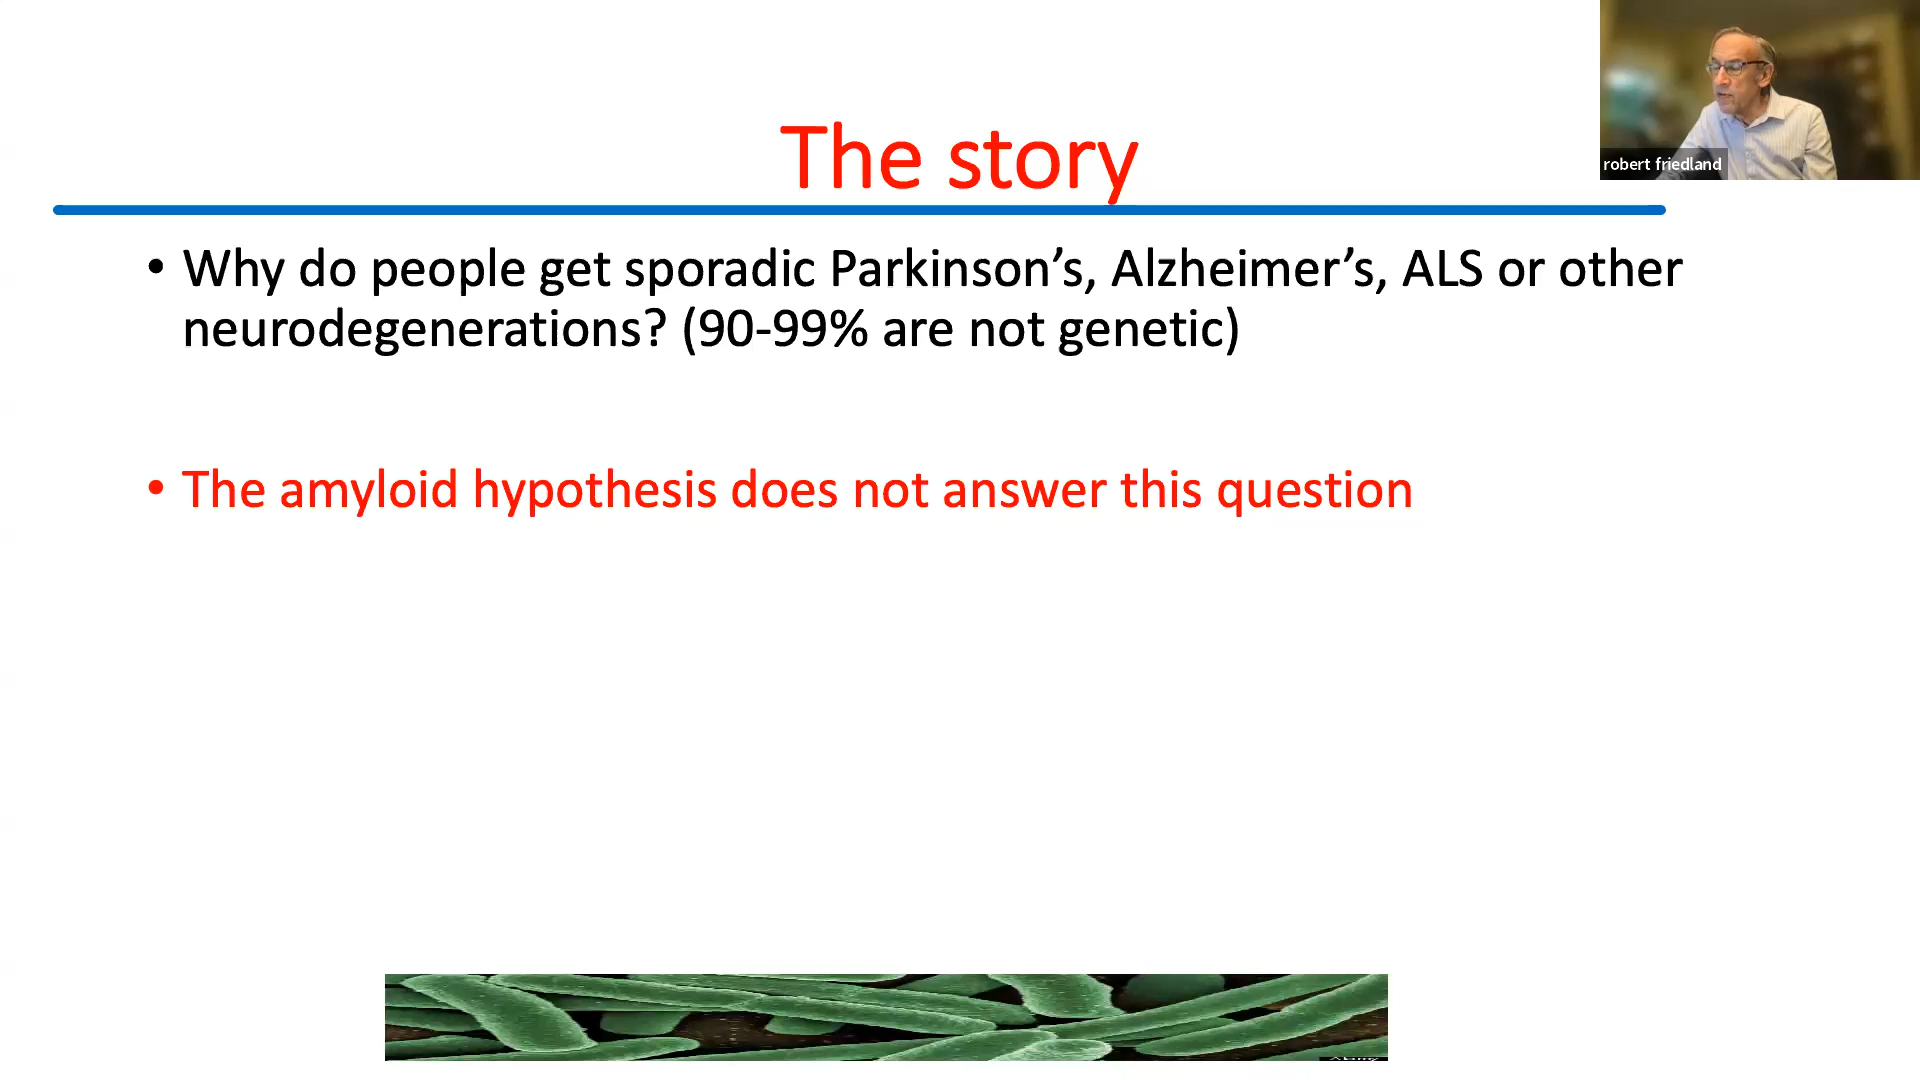 robert friedland
The story
• Why do people get sporadic Parkinson’s, Alzheimer’s, ALS or other
neurodegenerations? (90-99% are not genetic)
• The amyloid hypothesis does not answer this question